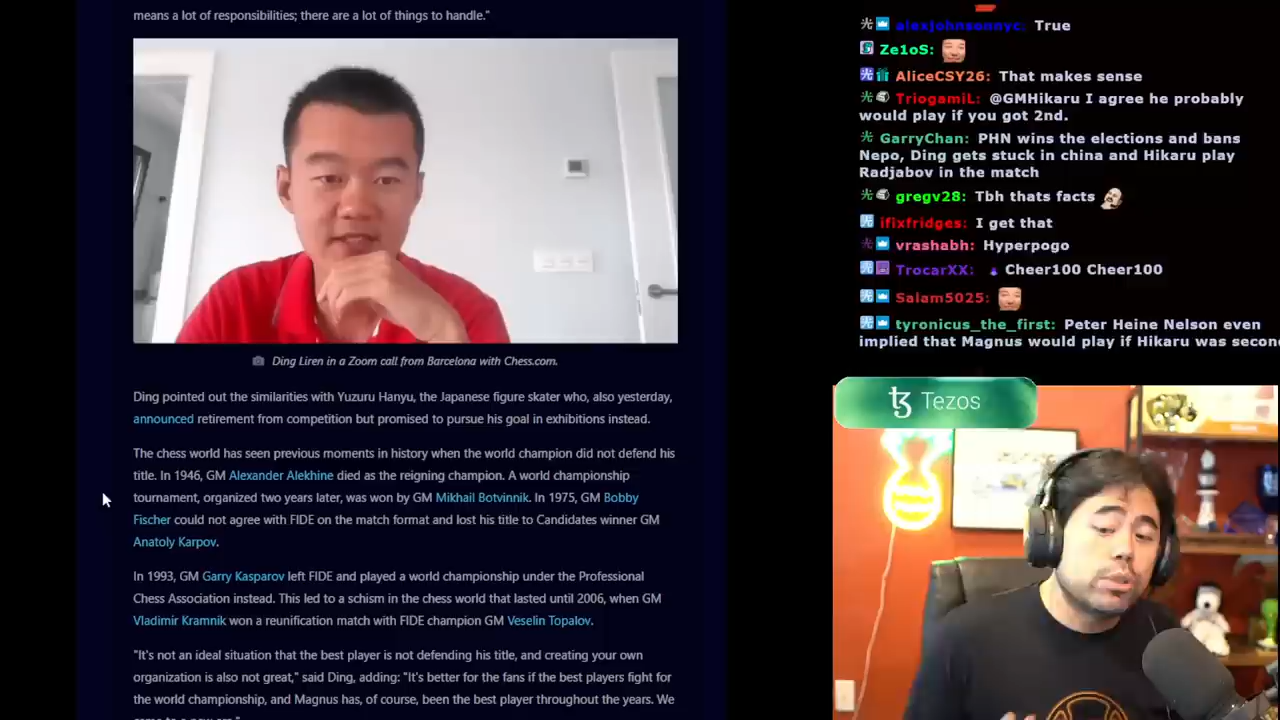 means a lot of responsibilities; there are a lot of things to handle."
Ding Liren in a Zoom call from Barcelona with Chess.com.
Ding pointed out the similarities with Yuzuru Hanyu, the Japanese figure skater who, also yesterday,
announced retirement from competition but promised to pursue his goal in exhibitions instead.
The chess world has seen previous moments in history when the world champion did not defend his
title. In 1946, GM Alexander Alekhine died as the reigning champion. A world championship
tournament, organized two years later, was won by GM Mikhail Botvinnik. In 1975, GM Bobby
Fischer could not agree with FIDE on the match format and lost his title to Candidates winner GM
Anatoly Karpov.
In 1993, GM Garry Kasparov left FIDE and played a world championship under the Professional
Chess Association instead. This led to a schism in the chess world that lasted until 2006, when GM
Vladimir Kramnik won a reunification match with FIDE champion GM Veselin Topalov.
"It's not an ideal situation that the best player is not defending his title, and creating your own
organization is also not great," said Ding, adding: "It's better for the fans if the best players fight for
the world championship, and Magnus has, of course, been the best player throughout the years. We
alexjohnsonnyc: True
Ze1oS:
AliceCSY26: That makes sense
TriogamiL: @GMHikaru I agree he probably
would play if you got 2nd.
GarryChan: PHN wins the elections and bans
Nepo, Ding gets stuck in china and Hikaru play
Radjabov in the match
gregv28: Tbh thats facts
ifixfridges: I get that
vrashabh: Hyperpogo
TrocarXX: Cheer100 Cheer100
Salam5025:
tyronicus_the_first: Peter Heine Nelson even
implied that Magnus would play if Hikaru was secon
Tezos